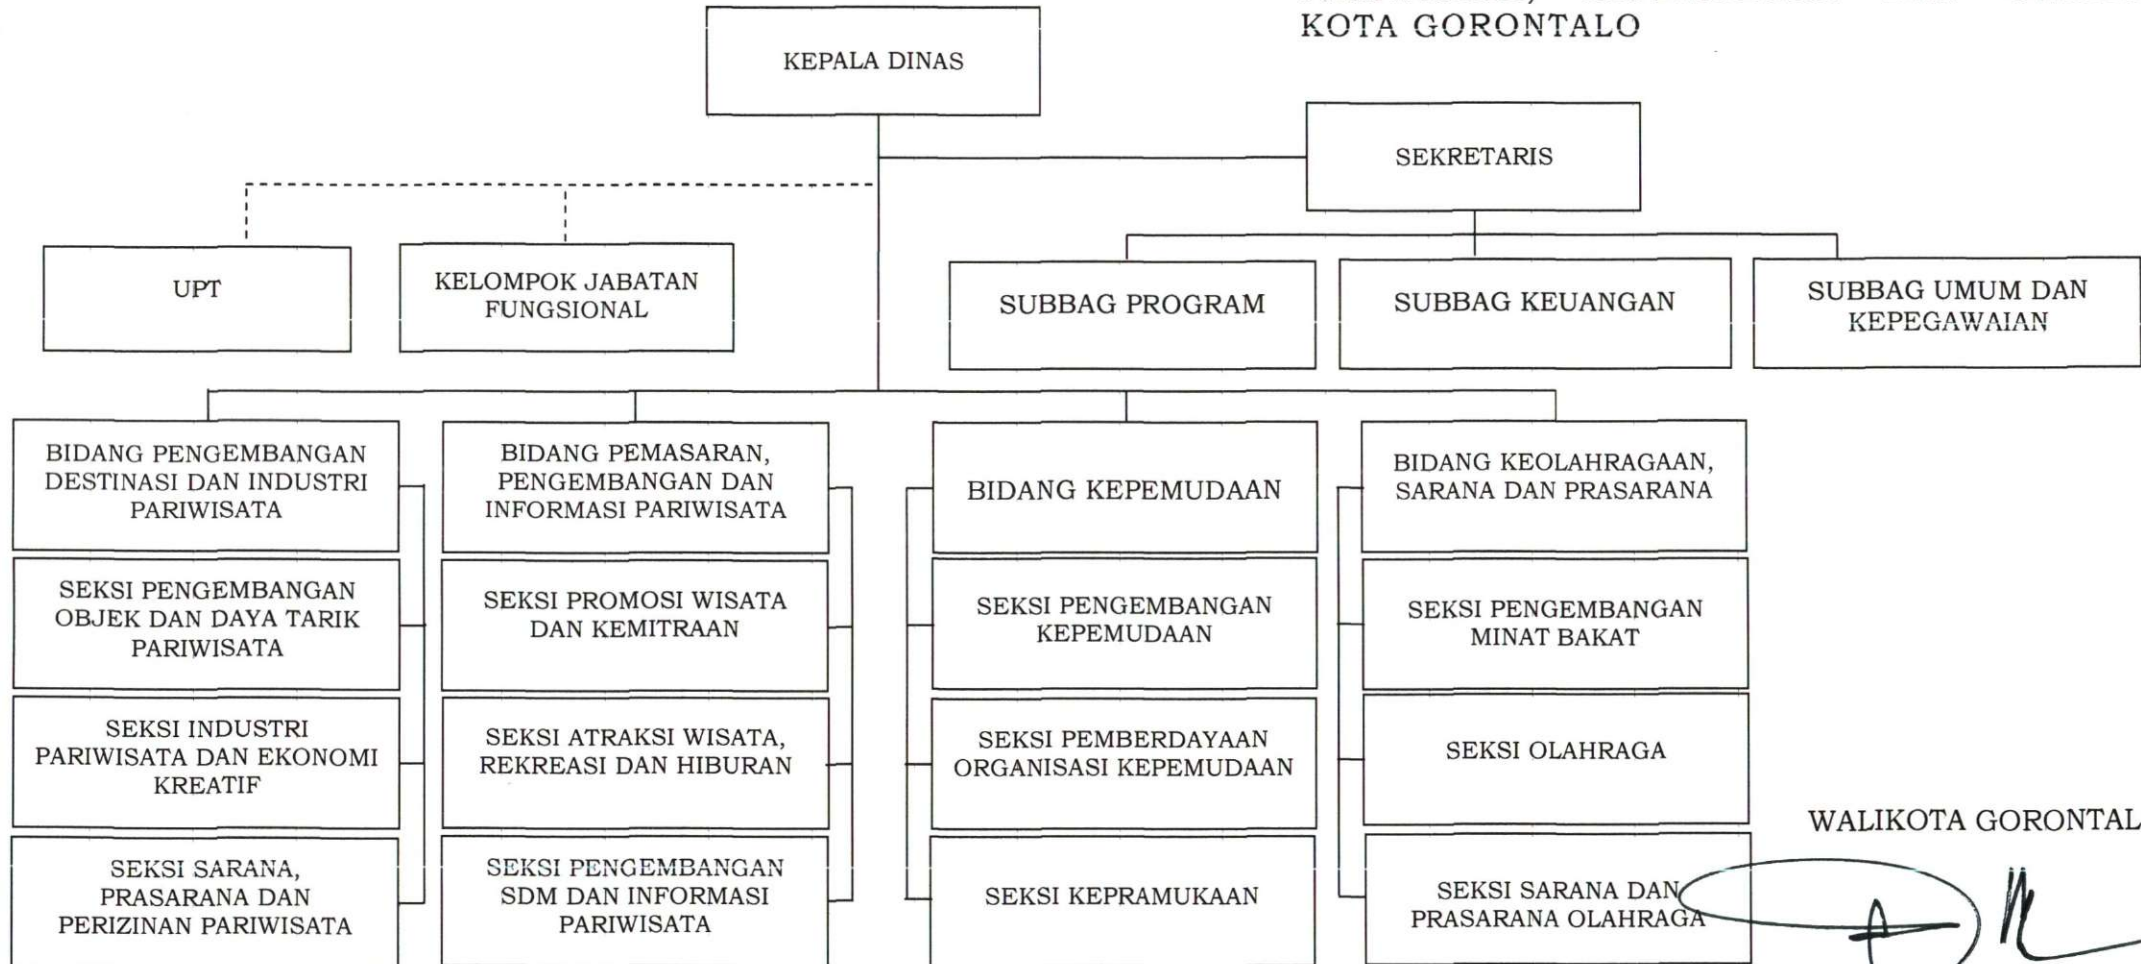 KOTA GORONTALO
KEPALA DINAS
SEKRETARIS
UPT
KELOMPOK JABATAN
FUNGSIONAL
SUBBAG PROGRAM
SUBBAG KEUANGAN
SUBBAG UMUM DAN
KEPEGAWAIAN
BIDANG PENGEMBANGAN
DESTINASI DAN INDUSTRI
PARIWISATA
BIDANG PEMASARAN,
PENGEMBANGAN DAN
INFORMASI PARIWISATA
BIDANG KEPEMUDAAN
BIDANG KEOLAHRAGAAN,
SARANA DAN PRASARANA
SEKSI PENGEMBANGAN
OBJEK DAN DAYA TARIK
PARIWISATA
SEKSI PROMOSI WISATA
DAN KEMITRAAN
SEKSI PENGEMBANGAN
KEPEMUDAAN
SEKSI PENGEMBANGAN
MINAT BAKAT
SEKSI INDUSTRI
PARIWISATA DAN EKONOMI
KREATIF
SEKSI ATRAKSI WISATA,
REKREASI DAN HIBURAN
SEKSI PEMBERDAYAAN
ORGANISASI KEPEMUDAAN
SEKSI OLAHRAGA
SEKSI SARANA,
PRASARANA DAN
PERIZINAN PARIWISATA
SEKSI PENGEMBANGAN
SDM DAN INFORMASI
PARIWISATA
SEKSI KEPRAMUKAAN
SEKSI SARANA DAN
PRASARANA OLAHRAGA
WALIKOTA GORONTAL